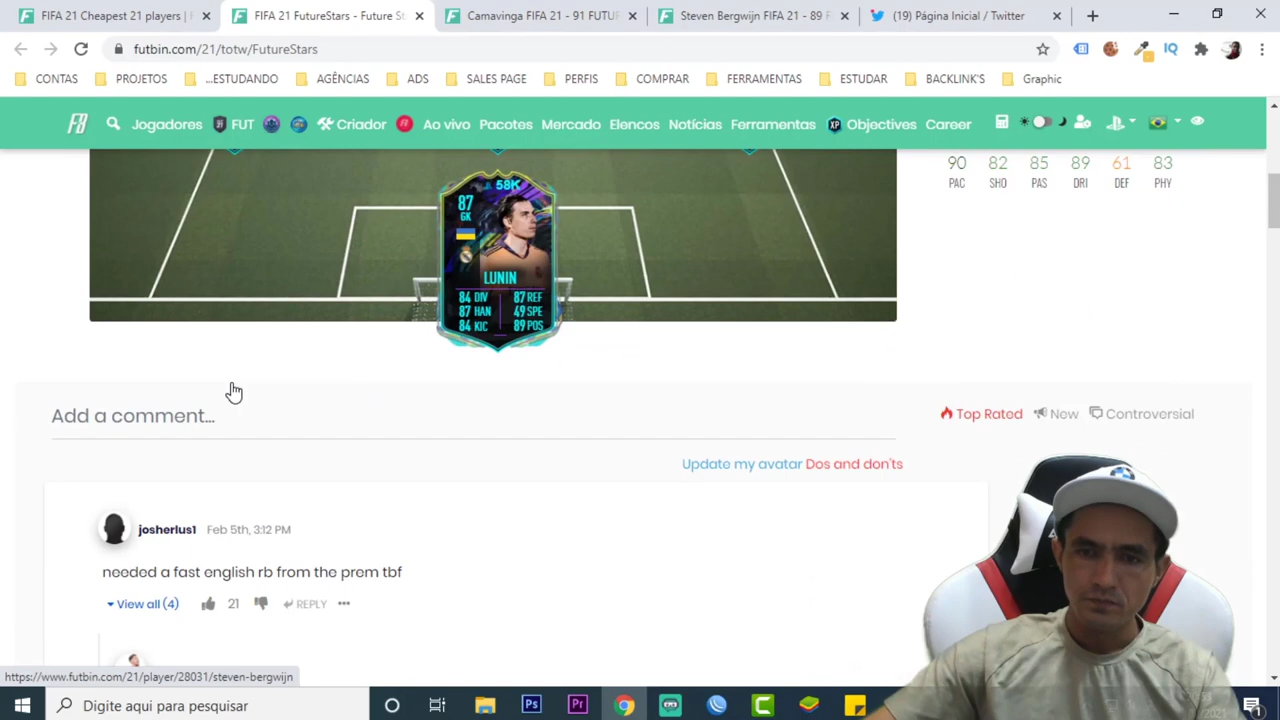 FIFA 21 Cheapest 21 players |
FIFA 21 FutureStars - Future St
Camavinga FIFA 21 - 91 FUTUR
Steven Bergwijn FIFA 21 - 89 F
(19) Página Inicial / Twitter
futbin.com/21/totw/FutureStars
IQ
CONTAS
PROJETOS
...ESTUDANDO
AGÊNCIAS
ADS
SALES PAGE
PERFIS
COMPRAR
FERRAMENTAS
ESTUDAR
BACKLINK'S
Graphic
Jogadores
FUT
Criador
Ao vivo
Pacotes
Mercado
Elencos
Notícias
Ferramentas
XP Objectives
Career
90 82 85 89 61 83
PAC SHO PAS DRI DEF PHY
58K
87
GK
LUNIN
84 DIV 87 REF
87 HAN 49 SPE
84 KIC 89 POS
Add a comment...
Top Rated New Controversial
Update my avatar Dos and don'ts
josherlus1 Feb 5th, 3:12 PM
needed a fast english rb from the prem tbf
View all (4) 21 REPLY
https://www.futbin.com/21/player/28031/steven-bergwijn
Digite aqui para pesquisar
Ps
Pr
1